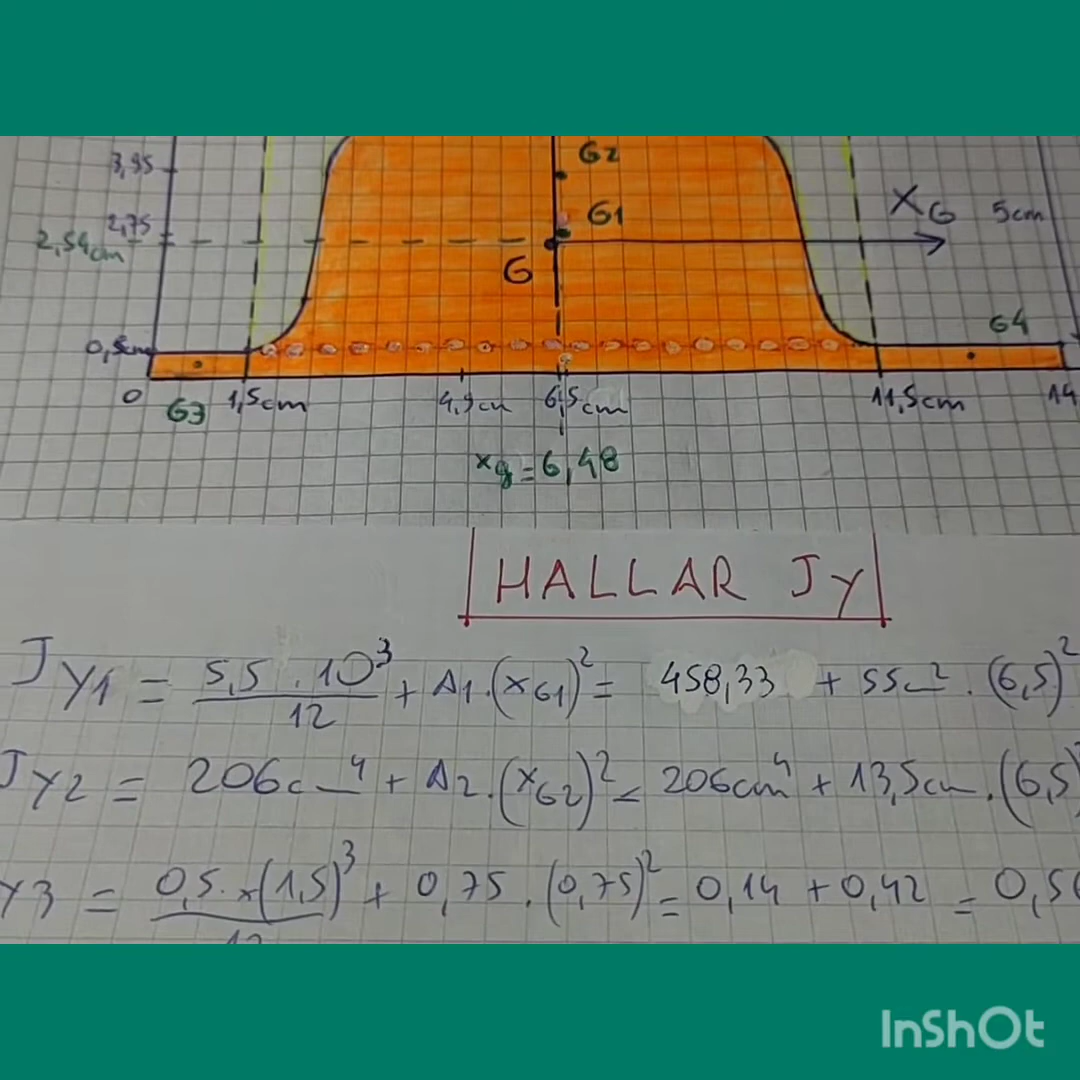 3,95
G2
2,75
G1
XG 5cm
2,54cm
G
0,5cm
G4
0
G3 1,5cm 4,9cm 6,5cm 11,5cm 14
xg = 6,48
HALLAR JY
JY1 = 5,5 . 10³ / 12 + A1.(xG1)² = 458,33 + 55cm² . (6,5)²
JY2 = 206cm⁴ + A2.(xG2)² = 206cm⁴ + 13,5cm.(6,5)
Y3 = 0,5.x(1,5)³ / 12 + 0,75 . (0,75)² = 0,14 + 0,42 = 0,56
InShOt